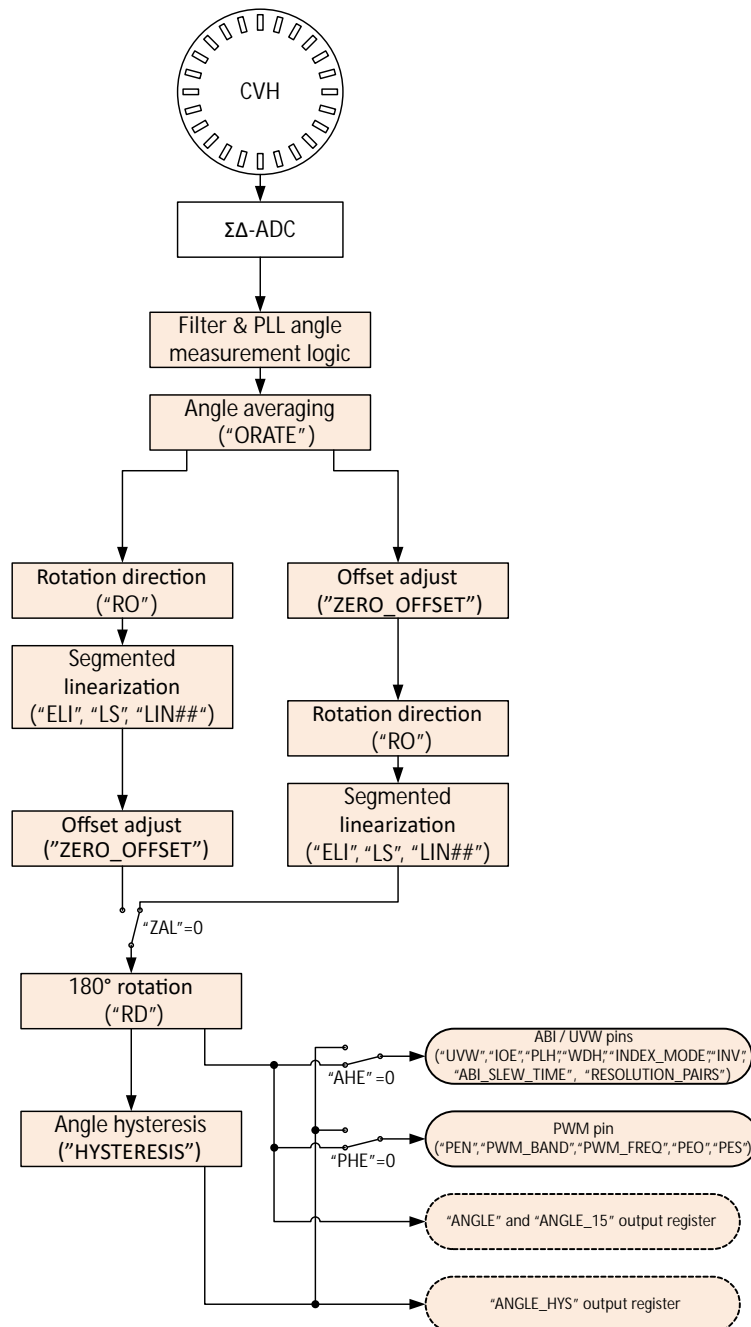 CVH
ΣΔ-ADC
Filter & PLL angle
measurement logic
Angle averaging
(“ORATE”)
Rotation direction
(“RO”)
Segmented
linearization
(“ELI”, “LS”, “LIN##“)
Offset adjust
(”ZERO_OFFSET”)
Offset adjust
(”ZERO_OFFSET”)
Rotation direction
(“RO”)
Segmented
linearization
(“ELI”, “LS”, “LIN##”)
“ZAL”=0
180° rotation
(“RD”)
Angle hysteresis
(”HYSTERESIS”)
“AHE”=0
ABI / UVW pins
(“UVW”,“IOE”,“PLH”,“WDH”,“INDEX_MODE”,“INV”,
“ABI_SLEW_TIME”, “RESOLUTION_PAIRS”)
“PHE”=0
PWM pin
(“PEN”,“PWM_BAND”,“PWM_FREQ”,“PEO”,“PES”)
“ANGLE” and “ANGLE_15” output register
“ANGLE_HYS” output register